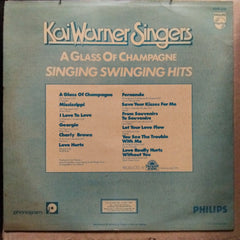 Kai Warner Singers
A GLASS OF CHAMPAGNE
SINGING SWINGING HITS
A Glass Of Champagne
Mississippi
I Love To Love
Georgie
Charly Brown
Love Hurts
Fernando
Save Your Kisses For Me
From Souvenirs
To Souvenirs
Let Your Love Flow
You See The Trouble
With Me
Love Really Hurts
Without You
phonogram
PHILIPS